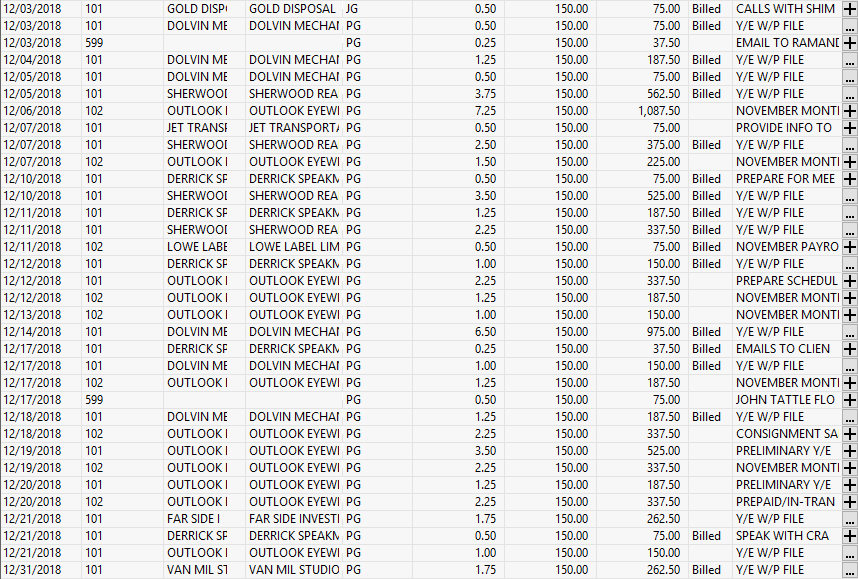 12/03/2018 101 GOLD DISP GOLD DISPOSAL JG 0.50 150.00 75.00 Billed CALLS WITH SHIM +
12/03/2018 101 DOLVIN ME DOLVIN MECHAI PG 0.50 150.00 75.00 Billed Y/E W/P FILE ...
12/03/2018 599 PG 0.25 150.00 37.50 EMAIL TO RAMAND +
12/04/2018 101 DOLVIN ME DOLVIN MECHAI PG 1.25 150.00 187.50 Billed Y/E W/P FILE ...
12/05/2018 101 DOLVIN ME DOLVIN MECHAI PG 0.50 150.00 75.00 Billed Y/E W/P FILE ...
12/05/2018 101 SHERWOOD SHERWOOD REA PG 3.75 150.00 562.50 Billed Y/E W/P FILE ...
12/06/2018 102 OUTLOOK I OUTLOOK EYEWI PG 7.25 150.00 1,087.50 NOVEMBER MONTI +
12/07/2018 101 JET TRANSF JET TRANSPORTA PG 0.50 150.00 75.00 PROVIDE INFO TO +
12/07/2018 101 SHERWOOD SHERWOOD REA PG 2.50 150.00 375.00 Billed Y/E W/P FILE ...
12/07/2018 102 OUTLOOK I OUTLOOK EYEWI PG 1.50 150.00 225.00 NOVEMBER MONTI +
12/10/2018 101 DERRICK SP DERRICK SPEAKM PG 0.50 150.00 75.00 Billed PREPARE FOR MEE +
12/10/2018 101 SHERWOOD SHERWOOD REA PG 3.50 150.00 525.00 Billed Y/E W/P FILE ...
12/11/2018 101 DERRICK SP DERRICK SPEAKM PG 1.25 150.00 187.50 Billed Y/E W/P FILE ...
12/11/2018 101 SHERWOOD SHERWOOD REA PG 2.25 150.00 337.50 Billed Y/E W/P FILE ...
12/11/2018 102 LOWE LABE LOWE LABEL LIM PG 0.50 150.00 75.00 Billed NOVEMBER PAYRO +
12/12/2018 101 DERRICK SP DERRICK SPEAKM PG 1.00 150.00 150.00 Billed Y/E W/P FILE ...
12/12/2018 101 OUTLOOK I OUTLOOK EYEWI PG 2.25 150.00 337.50 PREPARE SCHEDUL +
12/12/2018 102 OUTLOOK I OUTLOOK EYEWI PG 1.25 150.00 187.50 NOVEMBER MONTI +
12/13/2018 102 OUTLOOK I OUTLOOK EYEWI PG 1.00 150.00 150.00 NOVEMBER MONTI +
12/14/2018 101 DOLVIN ME DOLVIN MECHAI PG 6.50 150.00 975.00 Billed Y/E W/P FILE ...
12/17/2018 101 DERRICK SP DERRICK SPEAKM PG 0.25 150.00 37.50 Billed EMAILS TO CLIEN +
12/17/2018 101 DOLVIN ME DOLVIN MECHAI PG 1.00 150.00 150.00 Billed Y/E W/P FILE ...
12/17/2018 102 OUTLOOK I OUTLOOK EYEWI PG 1.25 150.00 187.50 NOVEMBER MONTI +
12/17/2018 599 PG 0.50 150.00 75.00 JOHN TATTLE FLO +
12/18/2018 101 DOLVIN ME DOLVIN MECHAI PG 1.25 150.00 187.50 Billed Y/E W/P FILE ...
12/18/2018 102 OUTLOOK I OUTLOOK EYEWI PG 2.25 150.00 337.50 CONSIGNMENT SA +
12/19/2018 101 OUTLOOK I OUTLOOK EYEWI PG 3.50 150.00 525.00 PRELIMINARY Y/E +
12/19/2018 102 OUTLOOK I OUTLOOK EYEWI PG 2.25 150.00 337.50 NOVEMBER MONTI +
12/20/2018 101 OUTLOOK I OUTLOOK EYEWI PG 1.25 150.00 187.50 PRELIMINARY Y/E +
12/20/2018 102 OUTLOOK I OUTLOOK EYEWI PG 2.25 150.00 337.50 PREPAID/IN-TRAN +
12/21/2018 101 FAR SIDE I FAR SIDE INVESTI PG 1.75 150.00 262.50 Y/E W/P FILE ...
12/21/2018 101 DERRICK SP DERRICK SPEAKM PG 0.50 150.00 75.00 Billed SPEAK WITH CRA +
12/21/2018 101 OUTLOOK I OUTLOOK EYEWI PG 1.00 150.00 150.00 Y/E W/P FILE ...
12/31/2018 101 VAN MIL ST VAN MIL STUDIO PG 1.75 150.00 262.50 Billed Y/E W/P FILE ...